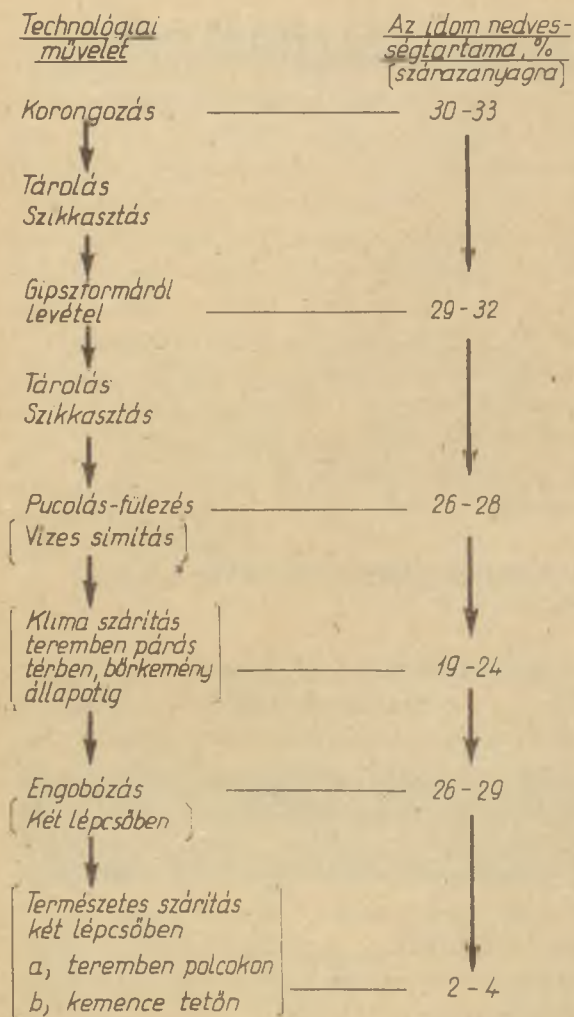 Technológiai
művelet
Az idom nedves-
ségtartama, %
(szárazanyagra)
Korongozás
30-33
Tárolás
Szikkasztás
Gipszformáról
levétel
29-32
Tárolás
Szikkasztás
Pucolás-fülezés
26-28
[Vizes símítás]
Klíma szárítás
teremben párás
térben, bőrkemény
állapotig
19-24
Engobózás
26-29
[Két lépcsőben]
Természetes szárítás
két lépcsőben
a, teremben polcokon
b, kemence tetőn
2-4